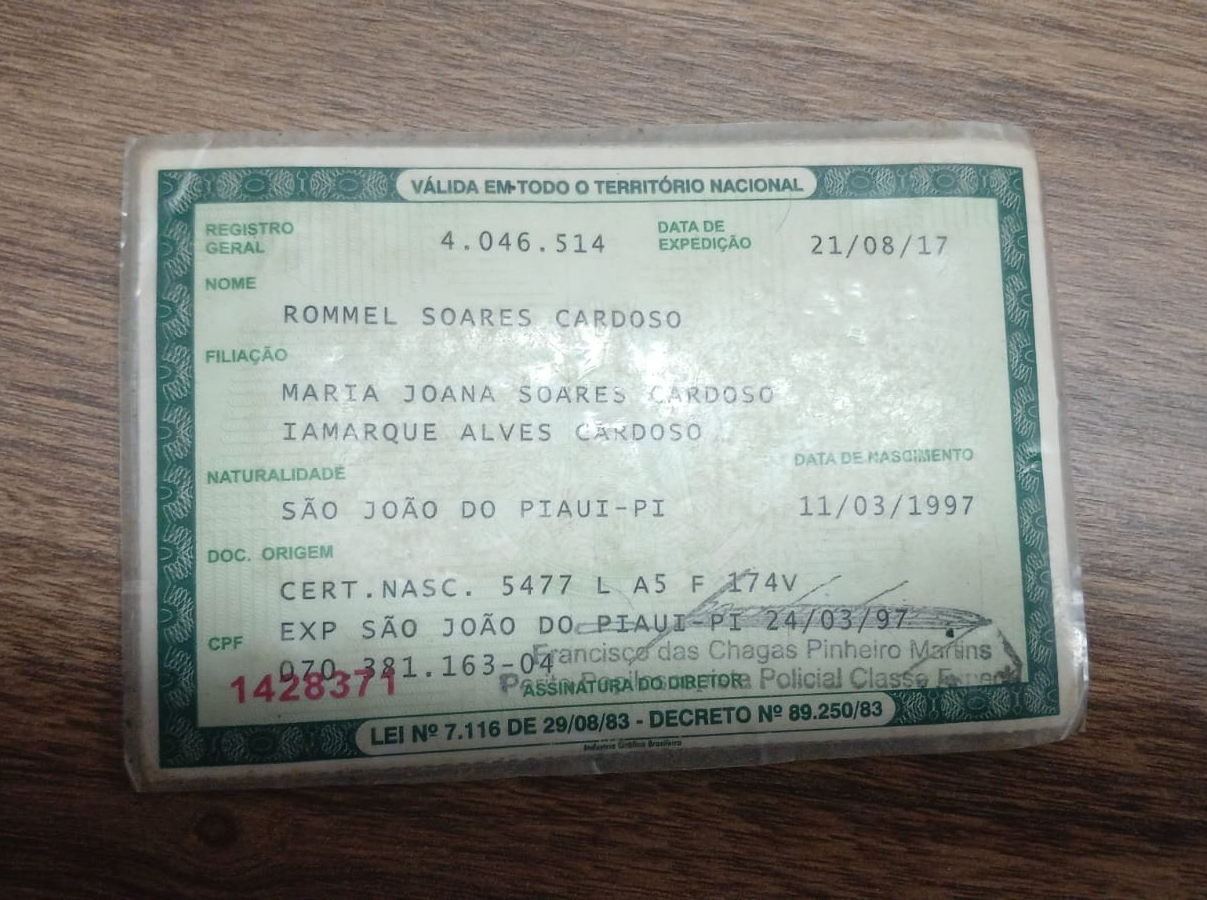 VÁLIDA EM TODO O TERRITÓRIO NACIONAL
REGISTRO GERAL 4.046.514 DATA DE EXPEDIÇÃO 21/08/17
NOME
ROMMEL SOARES CARDOSO
FILIAÇÃO
MARIA JOANA SOARES CARDOSO
IAMARQUE ALVES CARDOSO
NATURALIDADE DATA DE NASCIMENTO
SÃO JOÃO DO PIAUI-PI 11/03/1997
DOC. ORIGEM
CERT.NASC. 5477 L A5 F 174V
EXP SÃO JOÃO DO PIAUI-PI 24/03/97
CPF 070.381.163-04
Francisco das Chagas Pinheiro Martins
1428371 ASSINATURA DO DIRETOR Policial Classe
LEI Nº 7.116 DE 29/08/83 - DECRETO Nº 89.250/83
Indústria Gráfica Brasileira